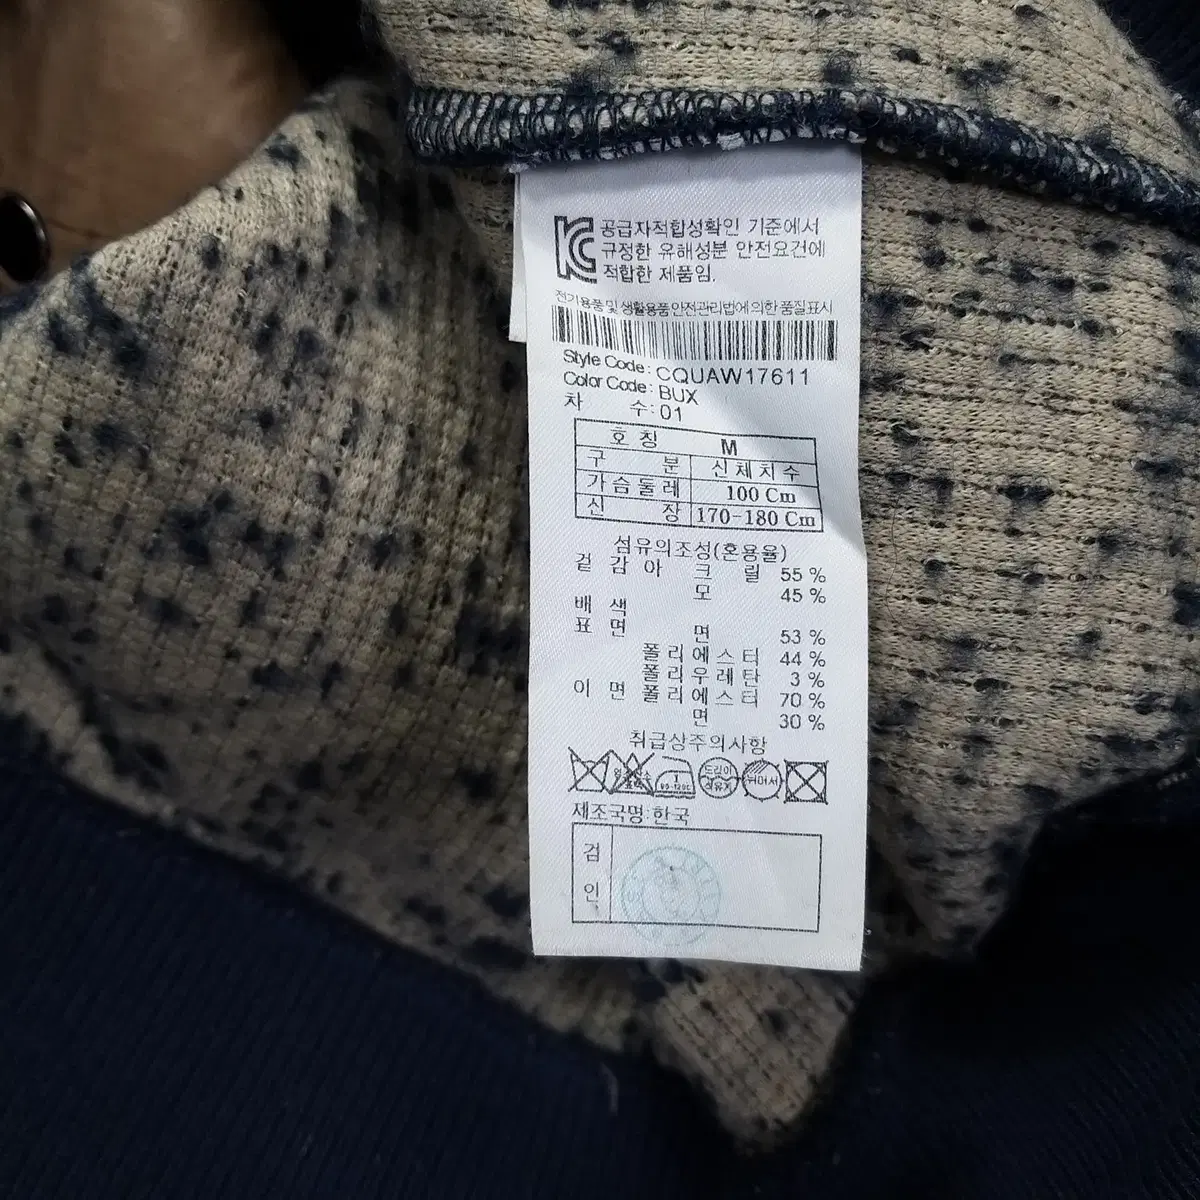 공급자적합성확인 기준에서
규정한 유해성분 안전요건에
적합한 제품임.
전기용품 및 생활용품 안전관리법에 의한 품질표시
Style Code: CQUAW17611
Color Code: BUX
차 수: 01
호칭 M
구 분 신체치수
가슴둘레 100 Cm
신 장 170-180 Cm
섬유의조성(혼용율)
겉감 아크릴 55 %
모 45 %
배색
표면 면 53 %
폴리에스터 44 %
폴리우레탄 3 %
이면 폴리에스터 70 %
면 30 %
취급상주의사항
드라이
석유계
제조국명:한국
검
인